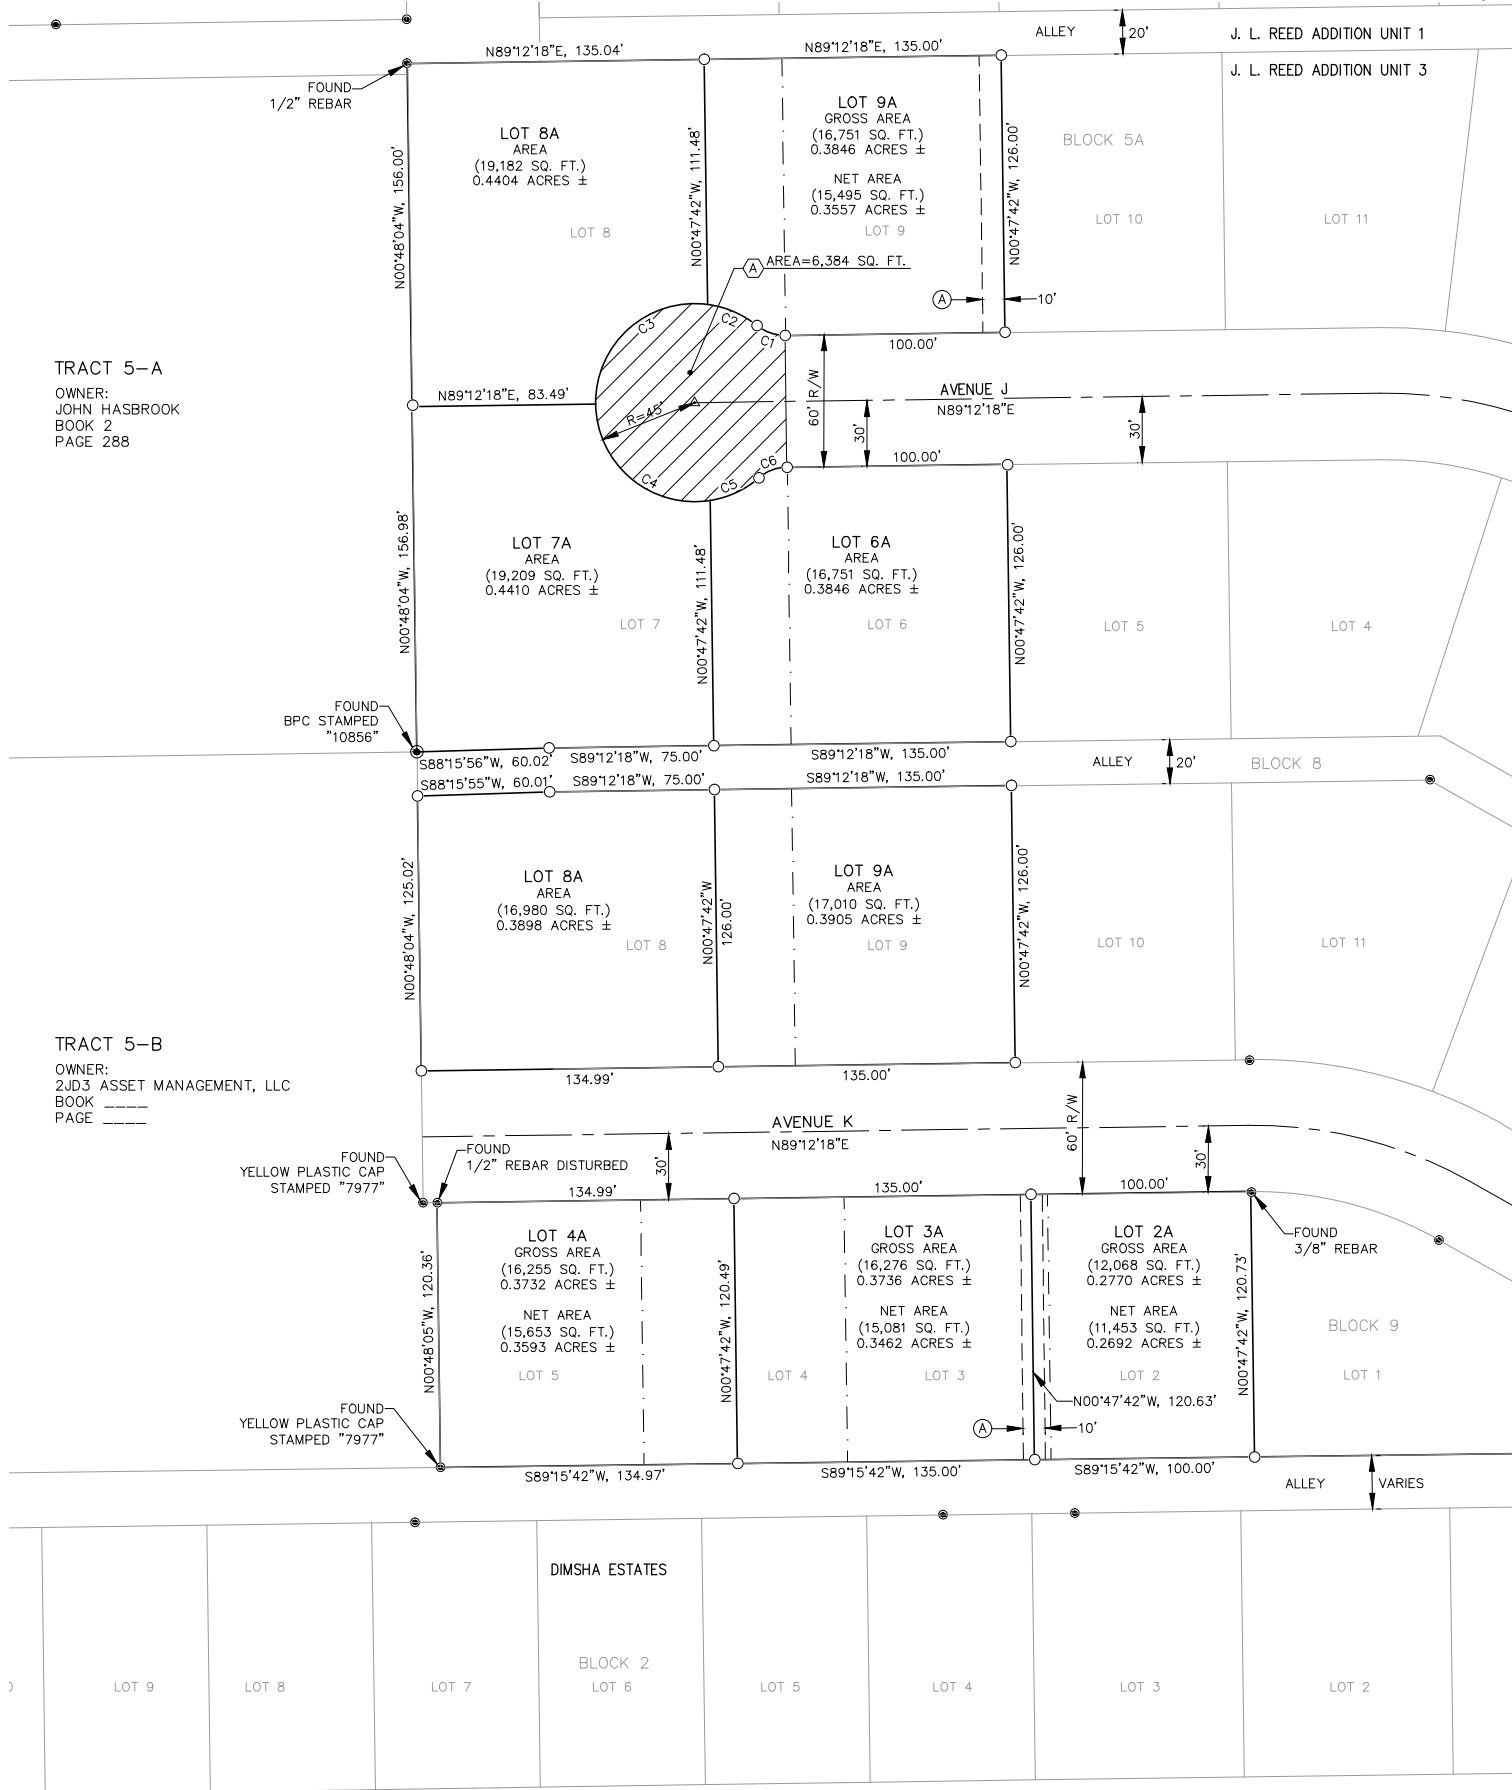 ALLEY
20'
J. L. REED ADDITION UNIT 1
J. L. REED ADDITION UNIT 3
N89°12'18"E, 135.04'
N89°12'18"E, 135.00'
FOUND
1/2" REBAR
LOT 8A
AREA
(19,182 SQ. FT.)
0.4404 ACRES ±
LOT 8
N00°48'04"W, 156.00'
N00°47'42"W, 111.48'
LOT 9A
GROSS AREA
(16,751 SQ. FT.)
0.3846 ACRES ±
NET AREA
(15,495 SQ. FT.)
0.3557 ACRES ±
LOT 9
N00°47'42"W, 126.00'
BLOCK 5A
LOT 10
LOT 11
A
AREA=6,384 SQ. FT.
A
10'
C3
C2
C1
100.00'
TRACT 5-A
OWNER:
JOHN HASBROOK
BOOK 2
PAGE 288
N89°12'18"E, 83.49'
R=45'
60' R/W
30'
AVENUE J
N89°12'18"E
30'
C4
C5
C6
100.00'
LOT 7A
AREA
(19,209 SQ. FT.)
0.4410 ACRES ±
LOT 7
N00°48'04"W, 156.98'
N00°47'42"W, 111.48'
LOT 6A
AREA
(16,751 SQ. FT.)
0.3846 ACRES ±
LOT 6
N00°47'42"W, 126.00'
LOT 5
LOT 4
FOUND
BPC STAMPED
"10856"
S88°15'56"W, 60.02'
S89°12'18"W, 75.00'
S89°12'18"W, 135.00'
ALLEY
20'
BLOCK 8
S88°15'55"W, 60.01'
S89°12'18"W, 75.00'
S89°12'18"W, 135.00'
LOT 8A
AREA
(16,980 SQ. FT.)
0.3898 ACRES ±
LOT 8
N00°48'04"W, 125.02'
N00°47'42"W
126.00'
LOT 9A
AREA
(17,010 SQ. FT.)
0.3905 ACRES ±
LOT 9
N00°47'42"W, 126.00'
LOT 10
LOT 11
TRACT 5-B
OWNER:
2JD3 ASSET MANAGEMENT, LLC
BOOK ____
PAGE ____
134.99'
135.00'
60' R/W
AVENUE K
N89°12'18"E
30'
30'
FOUND
YELLOW PLASTIC CAP
STAMPED "7977"
FOUND
1/2" REBAR DISTURBED
134.99'
135.00'
100.00'
LOT 4A
GROSS AREA
(16,255 SQ. FT.)
0.3732 ACRES ±
NET AREA
(15,653 SQ. FT.)
0.3593 ACRES ±
LOT 5
N00°48'05"W, 120.36'
N00°47'42"W, 120.49'
LOT 4
LOT 3A
GROSS AREA
(16,276 SQ. FT.)
0.3736 ACRES ±
NET AREA
(15,081 SQ. FT.)
0.3462 ACRES ±
LOT 3
LOT 2A
GROSS AREA
(12,068 SQ. FT.)
0.2770 ACRES ±
NET AREA
(11,453 SQ. FT.)
0.2692 ACRES ±
LOT 2
N00°47'42"W, 120.73'
FOUND
3/8" REBAR
BLOCK 9
LOT 1
N00°47'42"W, 120.63'
A
10'
FOUND
YELLOW PLASTIC CAP
STAMPED "7977"
S89°15'42"W, 134.97'
S89°15'42"W, 135.00'
S89°15'42"W, 100.00'
ALLEY
VARIES
DIMSHA ESTATES
BLOCK 2
LOT 9
LOT 8
LOT 7
LOT 6
LOT 5
LOT 4
LOT 3
LOT 2